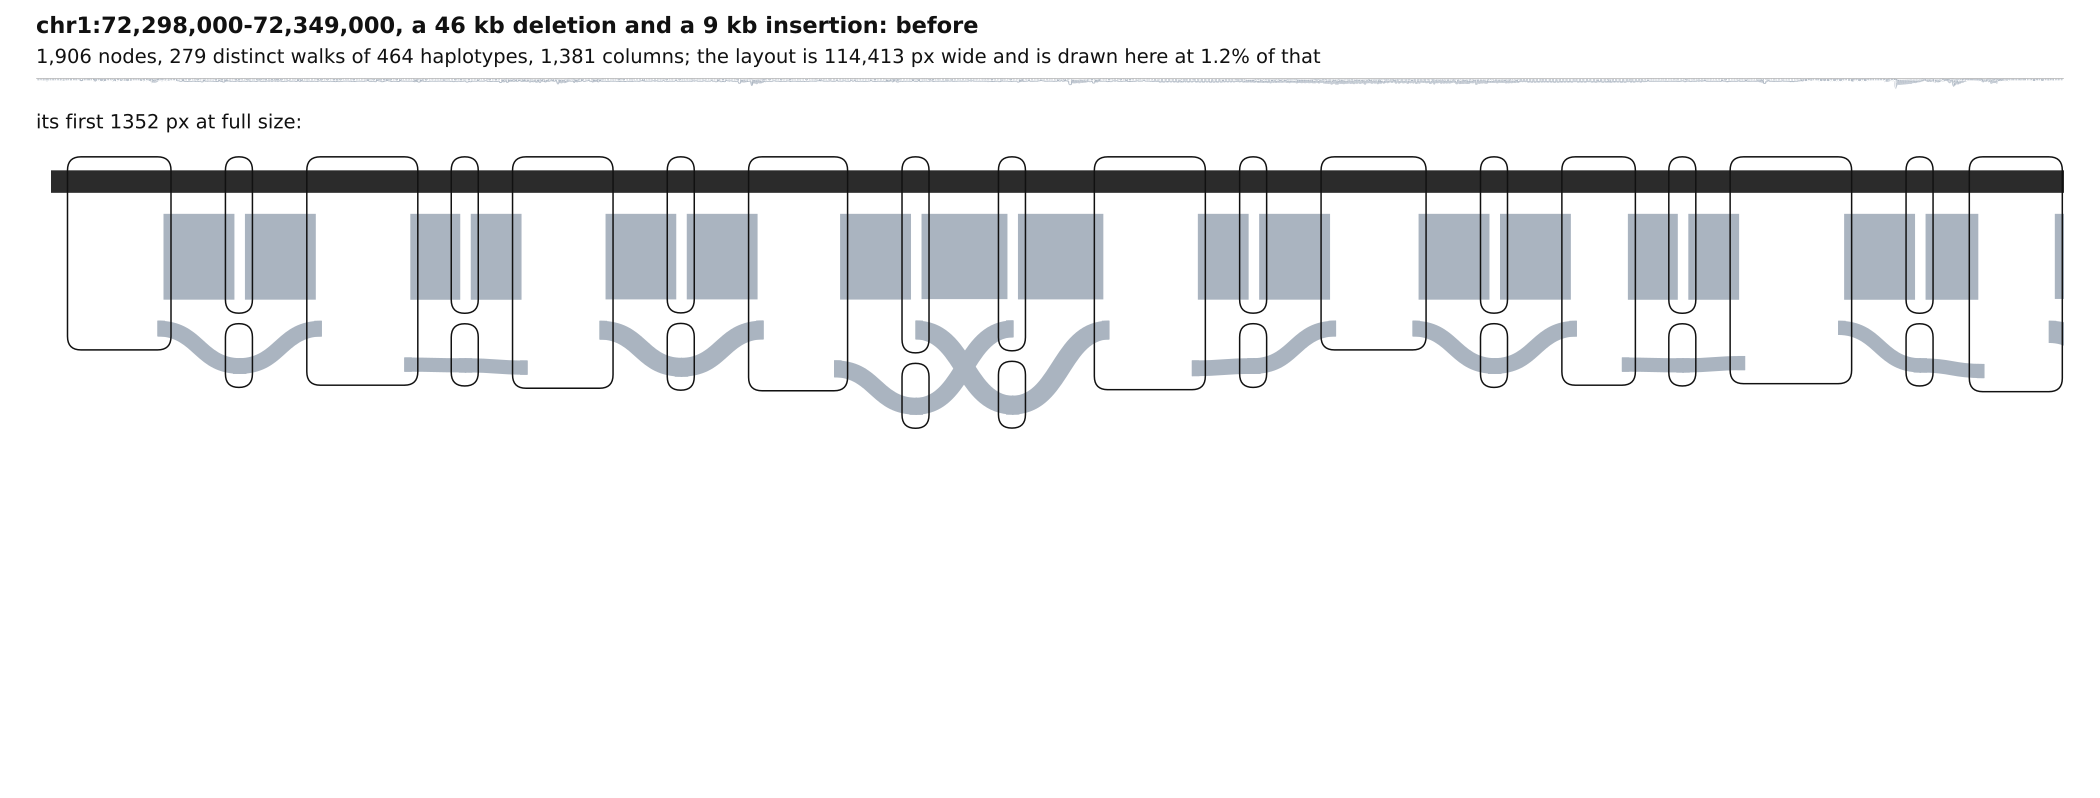 chr1:72,298,000-72,349,000, a 46 kb deletion and a 9 kb insertion: before
1,906 nodes, 279 distinct walks of 464 haplotypes, 1,381 columns; the layout is 114,413 px wide and is drawn here at 1.2% of that
its first 1352 px at full size: